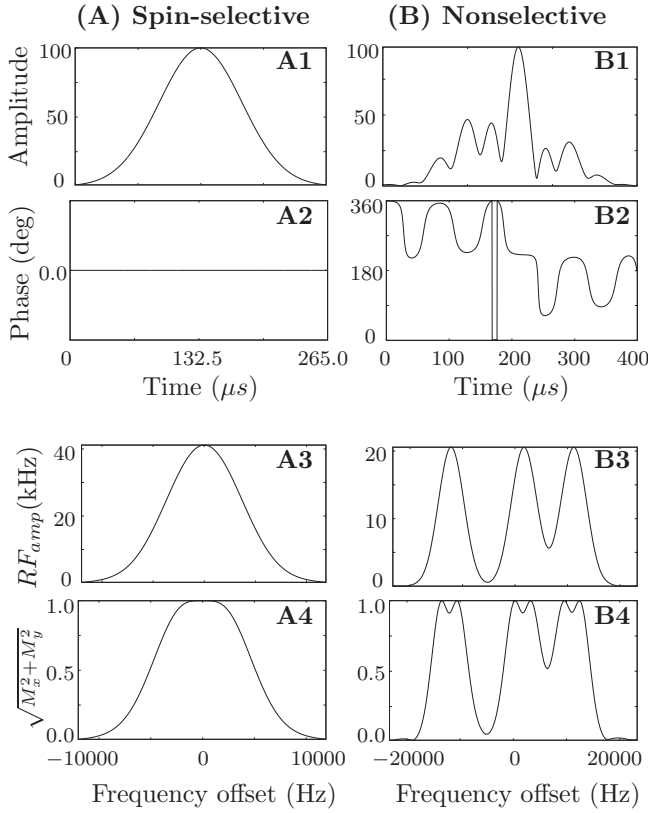 (A) Spin-selective
(B) Nonselective
Amplitude
100
50
0
A1
100
50
0
B1
Phase (deg)
0.0
A2
0
132.5
265.0
Time (μs)
360
180
0
B2
0
100
200
300
400
Time (μs)
RF_amp(kHz)
40
20
0
A3
20
10
0
B3
√M_x^2+M_y^2
1.0
0.5
0.0
A4
−10000
0
10000
Frequency offset (Hz)
1.0
0.5
0.0
B4
−20000
0
20000
Frequency offset (Hz)